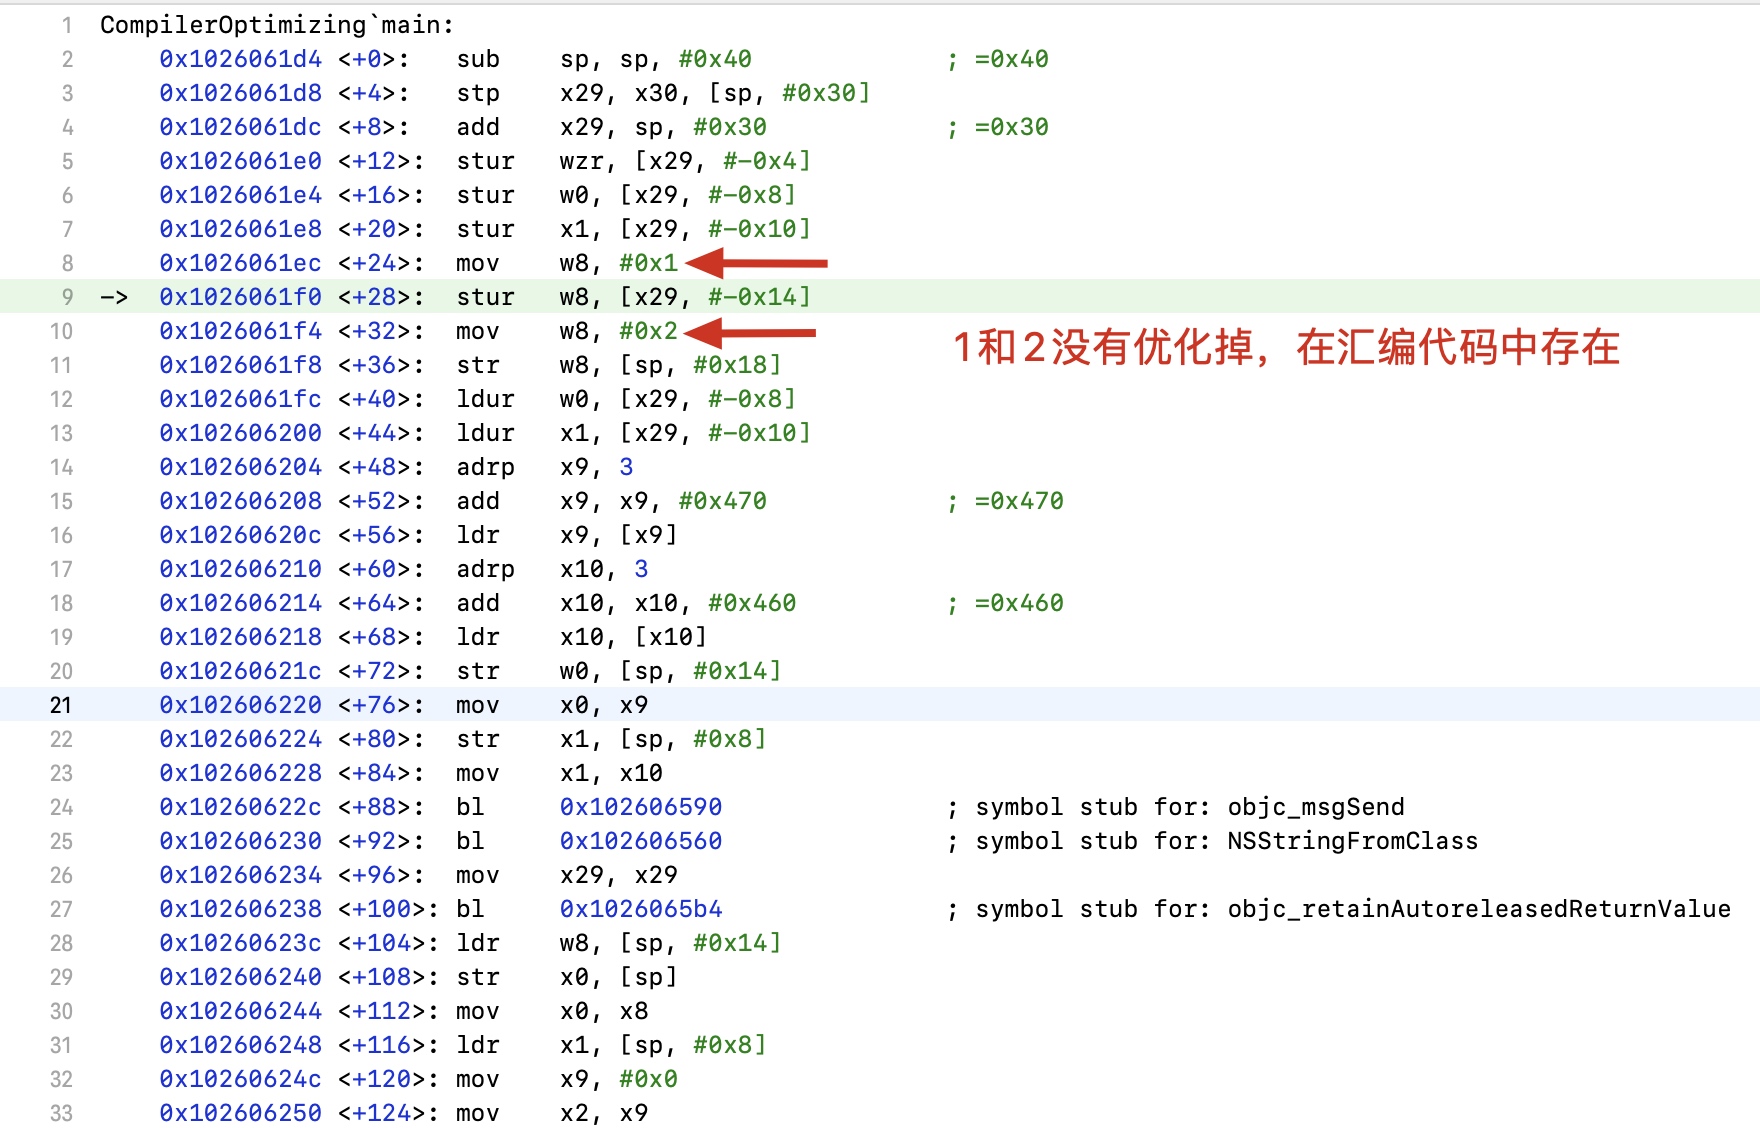 1 CompilerOptimizing`main:
2 0x1026061d4 <+0>: sub sp, sp, #0x40 ; =0x40
3 0x1026061d8 <+4>: stp x29, x30, [sp, #0x30]
4 0x1026061dc <+8>: add x29, sp, #0x30 ; =0x30
5 0x1026061e0 <+12>: stur wzr, [x29, #-0x4]
6 0x1026061e4 <+16>: stur w0, [x29, #-0x8]
7 0x1026061e8 <+20>: stur x1, [x29, #-0x10]
8 0x1026061ec <+24>: mov w8, #0x1
9 -> 0x1026061f0 <+28>: stur w8, [x29, #-0x14]
10 0x1026061f4 <+32>: mov w8, #0x2
1和2没有优化掉，在汇编代码中存在
11 0x1026061f8 <+36>: str w8, [sp, #0x18]
12 0x1026061fc <+40>: ldur w0, [x29, #-0x8]
13 0x102606200 <+44>: ldur x1, [x29, #-0x10]
14 0x102606204 <+48>: adrp x9, 3
15 0x102606208 <+52>: add x9, x9, #0x470 ; =0x470
16 0x10260620c <+56>: ldr x9, [x9]
17 0x102606210 <+60>: adrp x10, 3
18 0x102606214 <+64>: add x10, x10, #0x460 ; =0x460
19 0x102606218 <+68>: ldr x10, [x10]
20 0x10260621c <+72>: str w0, [sp, #0x14]
21 0x102606220 <+76>: mov x0, x9
22 0x102606224 <+80>: str x1, [sp, #0x8]
23 0x102606228 <+84>: mov x1, x10
24 0x10260622c <+88>: bl 0x102606590 ; symbol stub for: objc_msgSend
25 0x102606230 <+92>: bl 0x102606560 ; symbol stub for: NSStringFromClass
26 0x102606234 <+96>: mov x29, x29
27 0x102606238 <+100>: bl 0x1026065b4 ; symbol stub for: objc_retainAutoreleasedReturnValue
28 0x10260623c <+104>: ldr w8, [sp, #0x14]
29 0x102606240 <+108>: str x0, [sp]
30 0x102606244 <+112>: mov x0, x8
31 0x102606248 <+116>: ldr x1, [sp, #0x8]
32 0x10260624c <+120>: mov x9, #0x0
33 0x102606250 <+124>: mov x2, x9